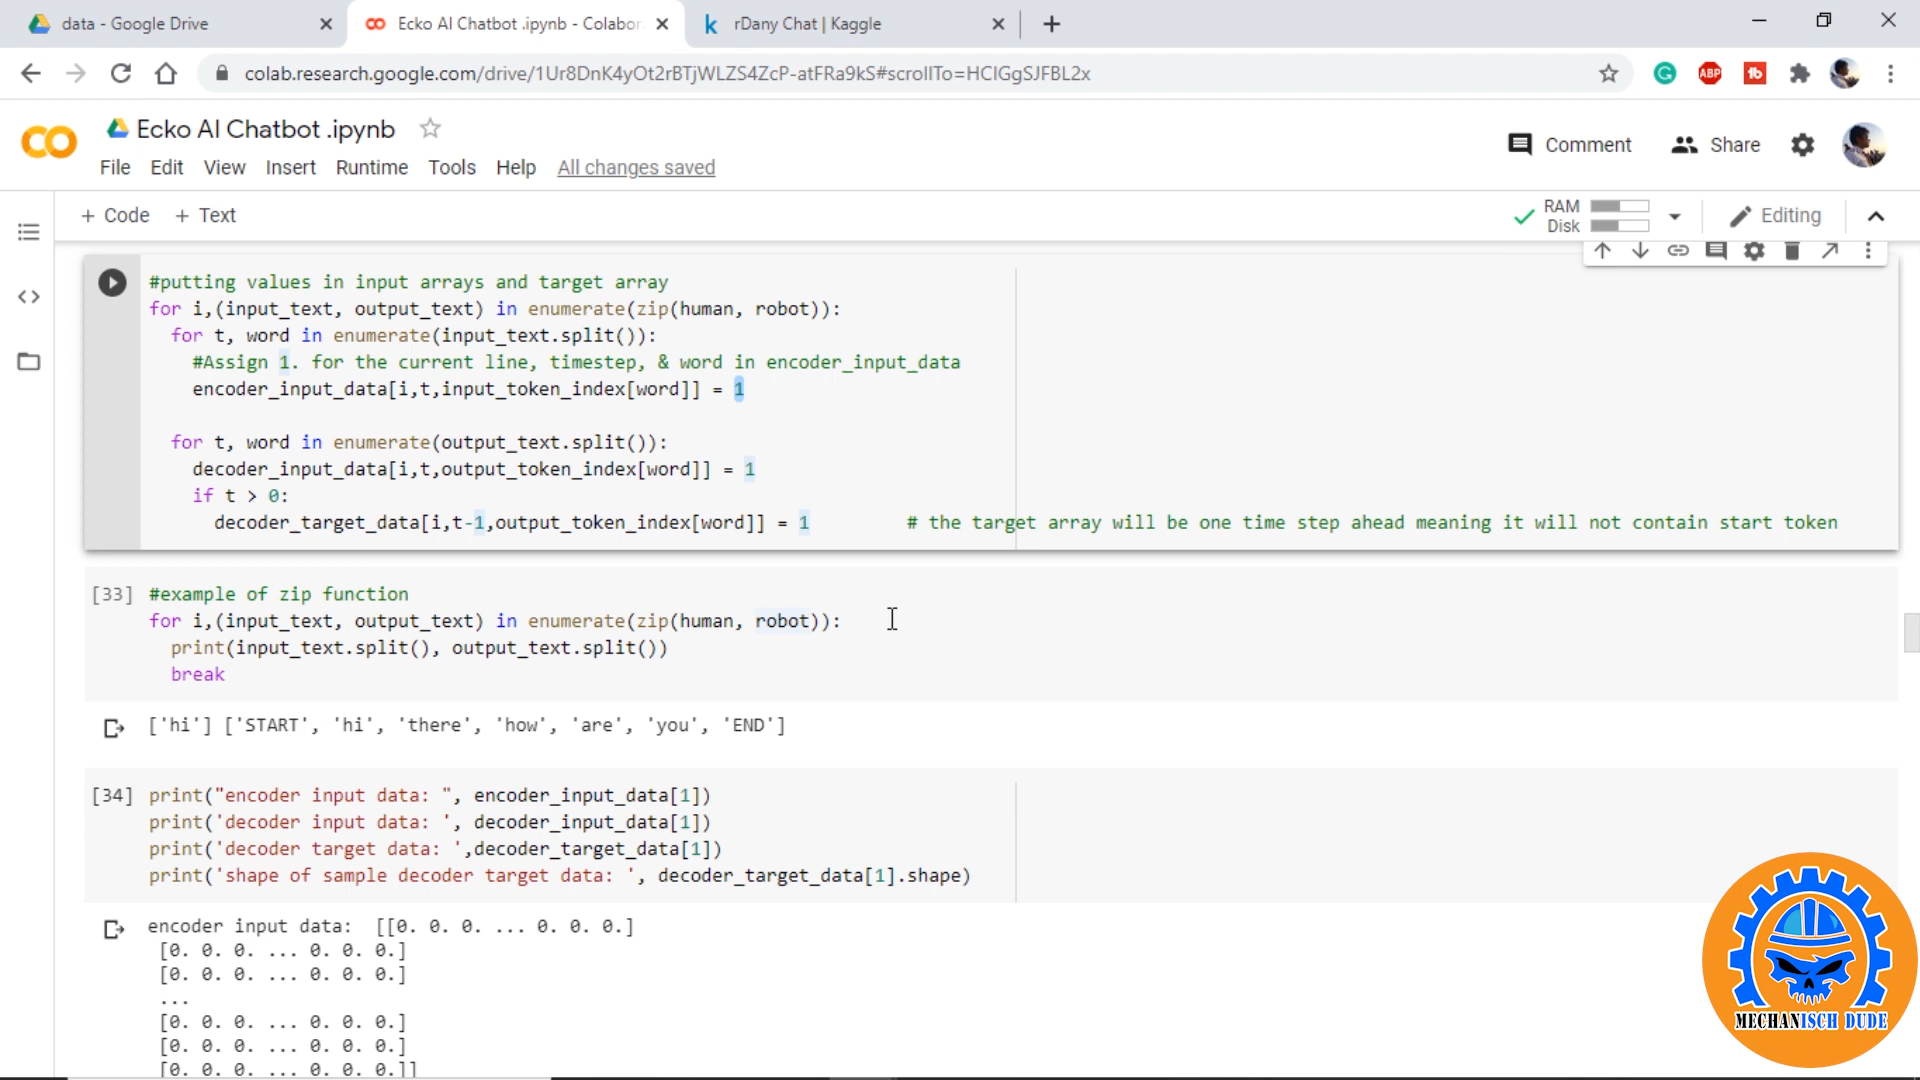 data - Google Drive
Ecko AI Chatbot .ipynb - Colabor
rDany Chat | Kaggle
colab.research.google.com/drive/1Ur8DnK4yOt2rBTjWLZS4ZcP-atFRa9kS#scrollTo=HCIGgSJFBL2x
ABP
CO
Ecko AI Chatbot .ipynb
Comment
Share
File Edit View Insert Runtime Tools Help All changes saved
+ Code + Text
RAM
Disk
Editing
#putting values in input arrays and target array
for i,(input_text, output_text) in enumerate(zip(human, robot)):
for t, word in enumerate(input_text.split()):
#Assign 1. for the current line, timestep, & word in encoder_input_data
encoder_input_data[i,t,input_token_index[word]] = 1
for t, word in enumerate(output_text.split()):
decoder_input_data[i,t,output_token_index[word]] = 1
if t > 0:
decoder_target_data[i,t-1,output_token_index[word]] = 1 # the target array will be one time step ahead meaning it will not contain start token
[33] #example of zip function
for i,(input_text, output_text) in enumerate(zip(human, robot)):
print(input_text.split(), output_text.split())
break
['hi'] ['START', 'hi', 'there', 'how', 'are', 'you', 'END']
[34] print("encoder input data: ", encoder_input_data[1])
print('decoder input data: ', decoder_input_data[1])
print('decoder target data: ',decoder_target_data[1])
print('shape of sample decoder target data: ', decoder_target_data[1].shape)
encoder input data: [[0. 0. 0. ... 0. 0. 0.]
[0. 0. 0. ... 0. 0. 0.]
[0. 0. 0. ... 0. 0. 0.]
...
[0. 0. 0. ... 0. 0. 0.]
[0. 0. 0. ... 0. 0. 0.]
[0. 0. 0. ... 0. 0. 0.]]
MECHANISCH DUDE